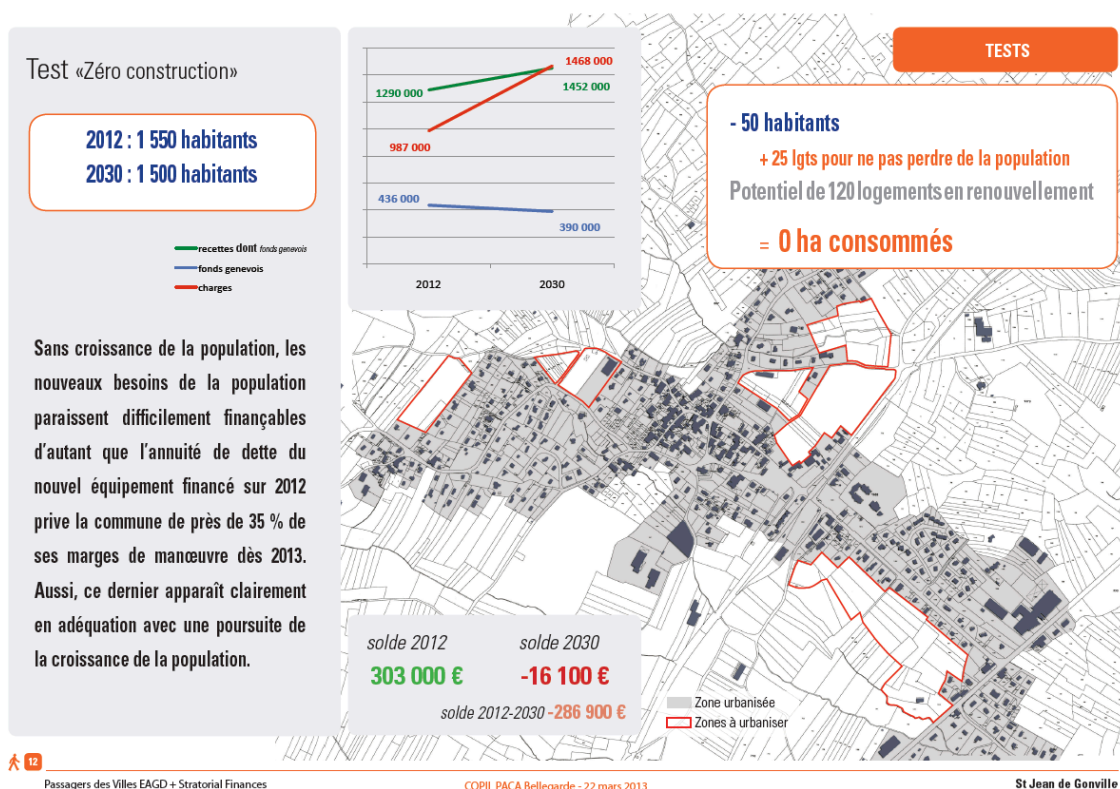 Test «Zéro construction»
2012 : 1 550 habitants
2030 : 1 500 habitants
recettes dont fonds genevois
fonds genevois
charges
Sans croissance de la population, les
nouveaux besoins de la population
paraissent difficilement finançables
d'autant que l'annuité de dette du
nouvel équipement financé sur 2012
prive la commune de près de 35 % de
ses marges de manœuvre dès 2013.
Aussi, ce dernier apparaît clairement
en adéquation avec une poursuite de
la croissance de la population.
1468 000
1290 000
1452 000
987 000
436 000
390 000
2012
2030
TESTS
- 50 habitants
+ 25 lgts pour ne pas perdre de la population
Potentiel de 120 logements en renouvellement
= 0 ha consommés
solde 2012
solde 2030
303 000 €
-16 100 €
solde 2012-2030 -286 900 €
Zone urbanisée
Zones à urbaniser
12
Passagers des Villes EAGD + Stratorial Finances
COPIL PACA Bellegarde - 22 mars 2013
St Jean de Gonville